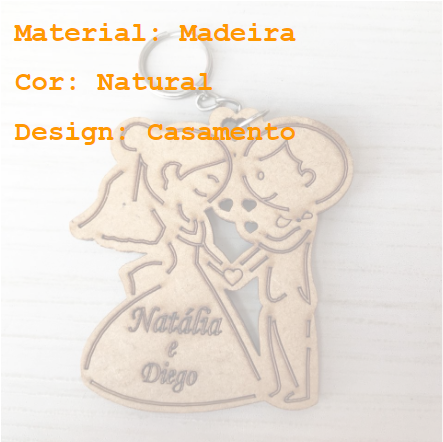 Material: Madeira
Cor: Natural
Design: Casamento
Natália
e
Diego